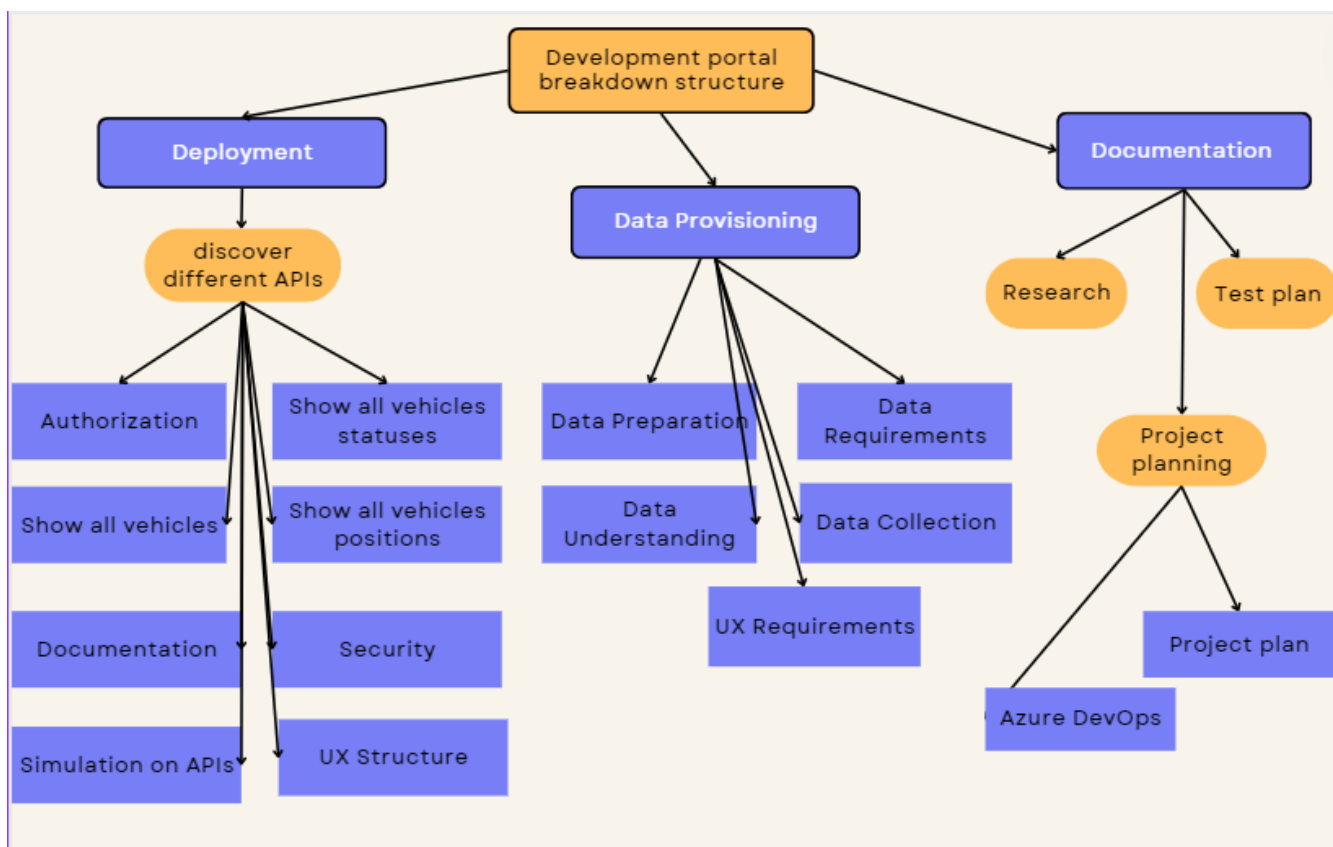 Development portal
breakdown structure
Deployment
Documentation
Data Provisioning
discover
different APIs
Research
Test plan
Authorization
Show all vehicles
statuses
Data Preparation
Data
Requirements
Project
planning
Show all vehicles
Show all vehicles
positions
Data
Understanding
Data Collection
Documentation
Security
UX Requirements
Project plan
Azure DevOps
Simulation on APIs
UX Structure